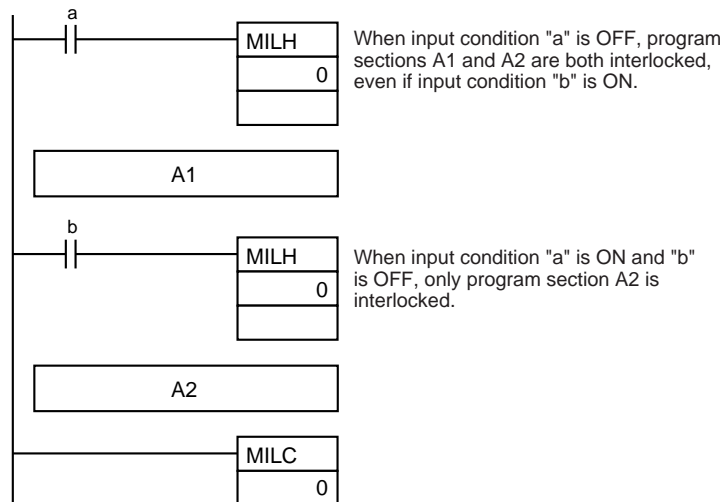 a
MILH
0
When input condition "a" is OFF, program
sections A1 and A2 are both interlocked,
even if input condition "b" is ON.
A1
b
MILH
0
When input condition "a" is ON and "b"
is OFF, only program section A2 is
interlocked.
A2
MILC
0